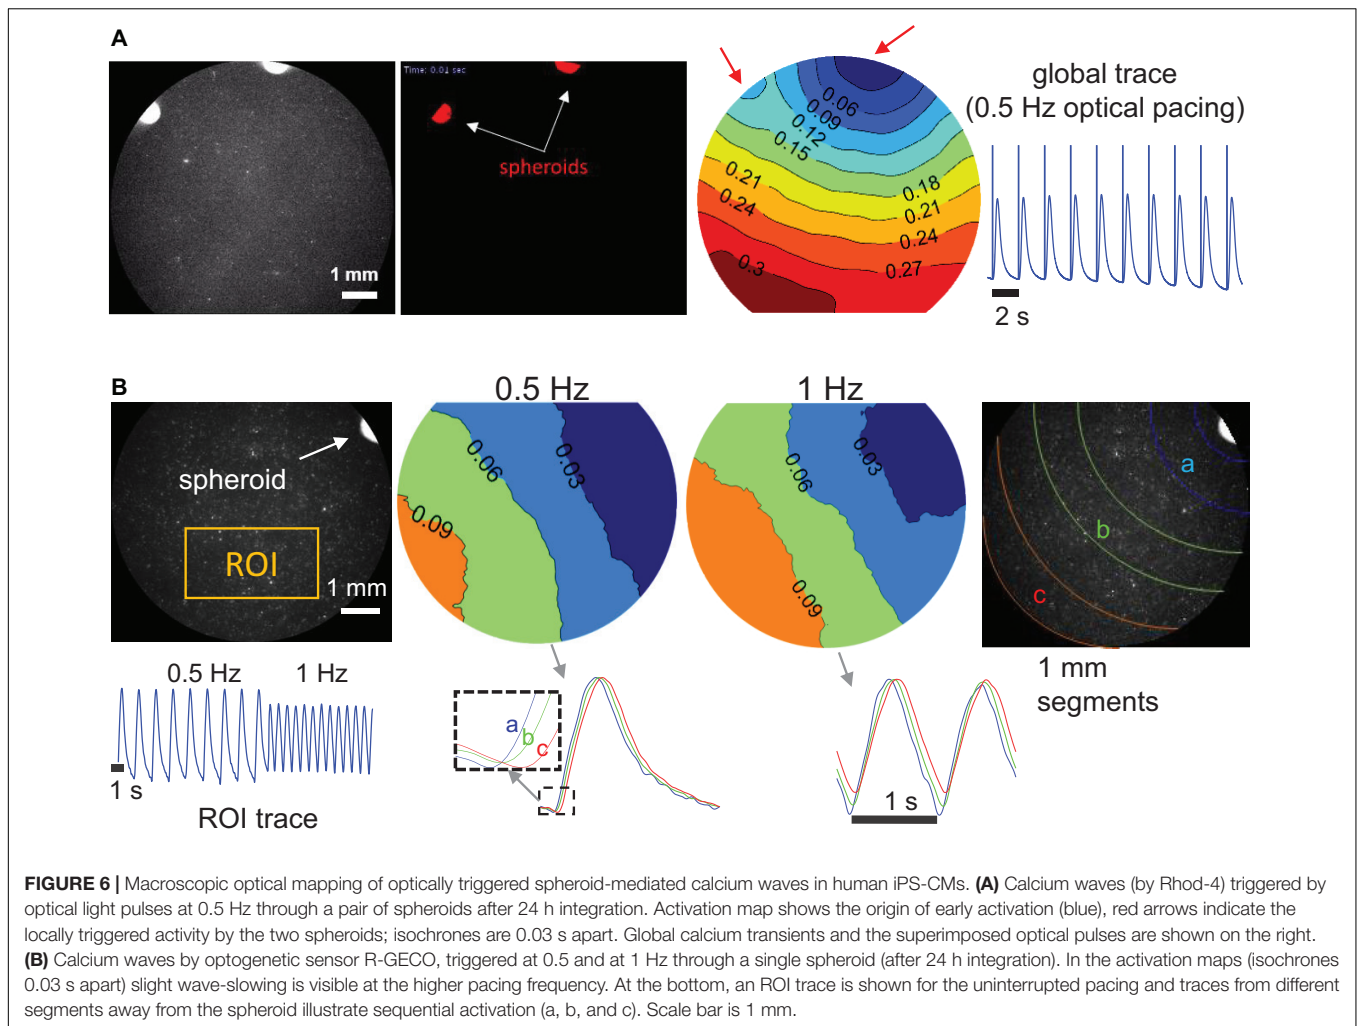 A
Time: 0.01 sec
spheroids
1 mm
0.06
0.09
0.12
0.15
0.18
0.21
0.21
0.24
0.24
0.27
0.3
global trace
(0.5 Hz optical pacing)
2 s
B
spheroid
ROI
1 mm
0.5 Hz
0.03
0.06
0.09
1 Hz
0.03
0.06
0.09
a
b
c
1 mm
segments
0.5 Hz 1 Hz
1 s
ROI trace
a
b
c
1 s
FIGURE 6 | Macroscopic optical mapping of optically triggered spheroid-mediated calcium waves in human iPS-CMs. (A) Calcium waves (by Rhod-4) triggered by
optical light pulses at 0.5 Hz through a pair of spheroids after 24 h integration. Activation map shows the origin of early activation (blue), red arrows indicate the
locally triggered activity by the two spheroids; isochrones are 0.03 s apart. Global calcium transients and the superimposed optical pulses are shown on the right.
(B) Calcium waves by optogenetic sensor R-GECO, triggered at 0.5 and at 1 Hz through a single spheroid (after 24 h integration). In the activation maps (isochrones
0.03 s apart) slight wave-slowing is visible at the higher pacing frequency. At the bottom, an ROI trace is shown for the uninterrupted pacing and traces from different
segments away from the spheroid illustrate sequential activation (a, b, and c). Scale bar is 1 mm.